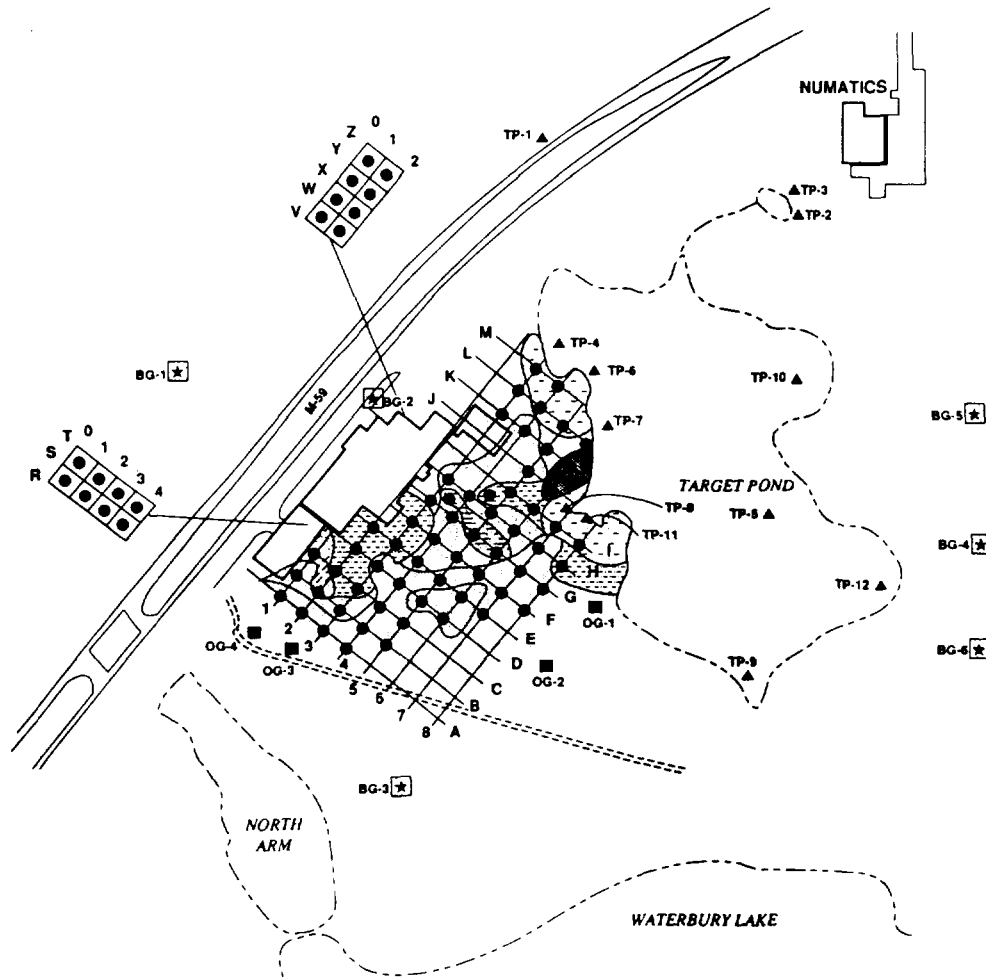 NUMATICS
TP-1
TP-3
TP-2
0
Z
1
Y
2
X
W
V
M
TP-4
L
TP-6
BG-1
K
TP-10
M-59
BG-2
J
BG-5
TP-7
0
T
1
S
2
R
3
4
TARGET POND
TP-8
TP-5
TP-11
BG-4
I
H
TP-12
G
1
F
OG-1
2
E
OG-4
3
D
BG-6
OG-3
4
OG-2
TP-9
5
C
6
B
7
A
8
BG-3
NORTH
ARM
WATERBURY LAKE